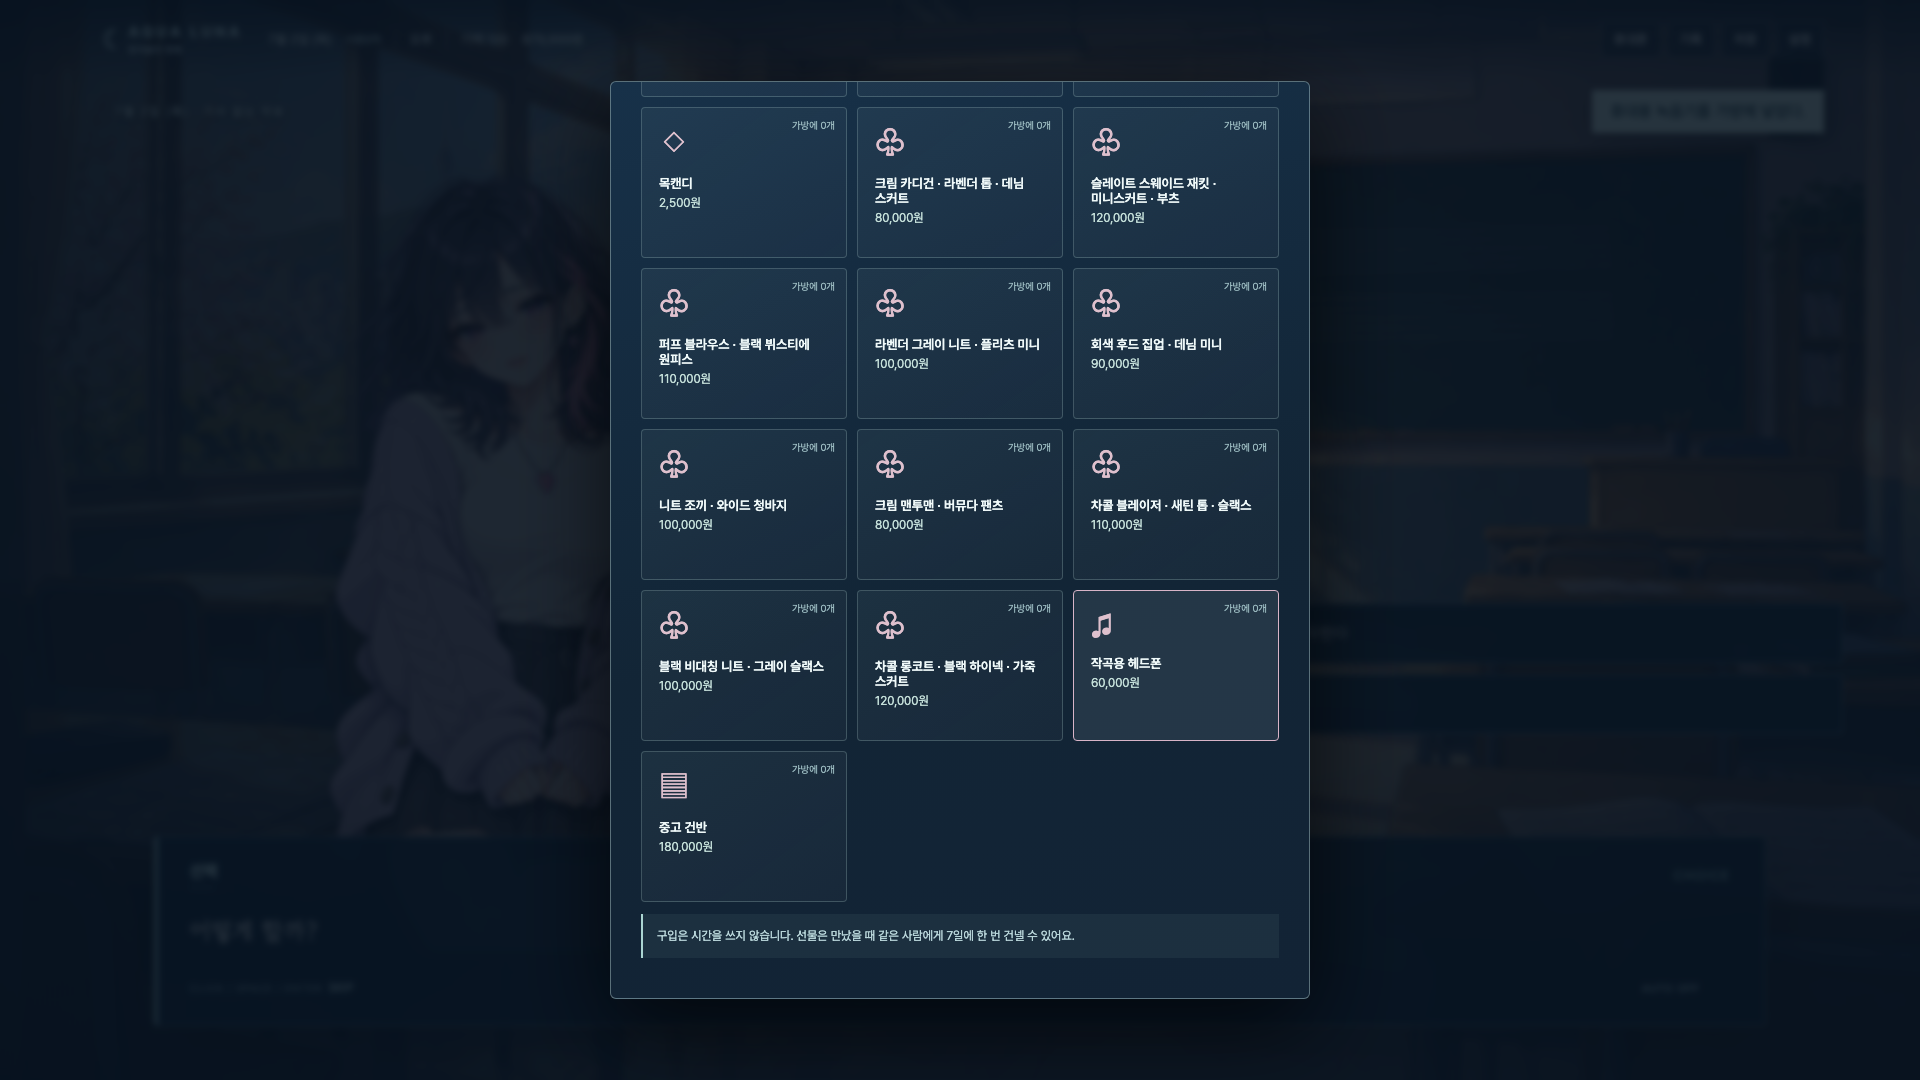 가방에 0개
목캔디
2,500원
가방에 0개
크림 카디건 · 라벤더 톱 · 데님
스커트
80,000원
가방에 0개
슬레이트 스웨이드 재킷 ·
미니스커트 · 부츠
120,000원
가방에 0개
퍼프 블라우스 · 블랙 뷔스티에
원피스
110,000원
가방에 0개
라벤더 그레이 니트 · 플리츠 미니
100,000원
가방에 0개
회색 후드 집업 · 데님 미니
90,000원
가방에 0개
니트 조끼 · 와이드 청바지
100,000원
가방에 0개
크림 맨투맨 · 버뮤다 팬츠
80,000원
가방에 0개
차콜 블레이저 · 새틴 톱 · 슬랙스
110,000원
가방에 0개
블랙 비대칭 니트 · 그레이 슬랙스
100,000원
가방에 0개
차콜 롱코트 · 블랙 하이넥 · 가죽
스커트
120,000원
가방에 0개
작곡용 헤드폰
60,000원
가방에 0개
중고 건반
180,000원
구입은 시간을 쓰지 않습니다. 선물은 만났을 때 같은 사람에게 7일에 한 번 건넬 수 있어요.
어떻게 할까?